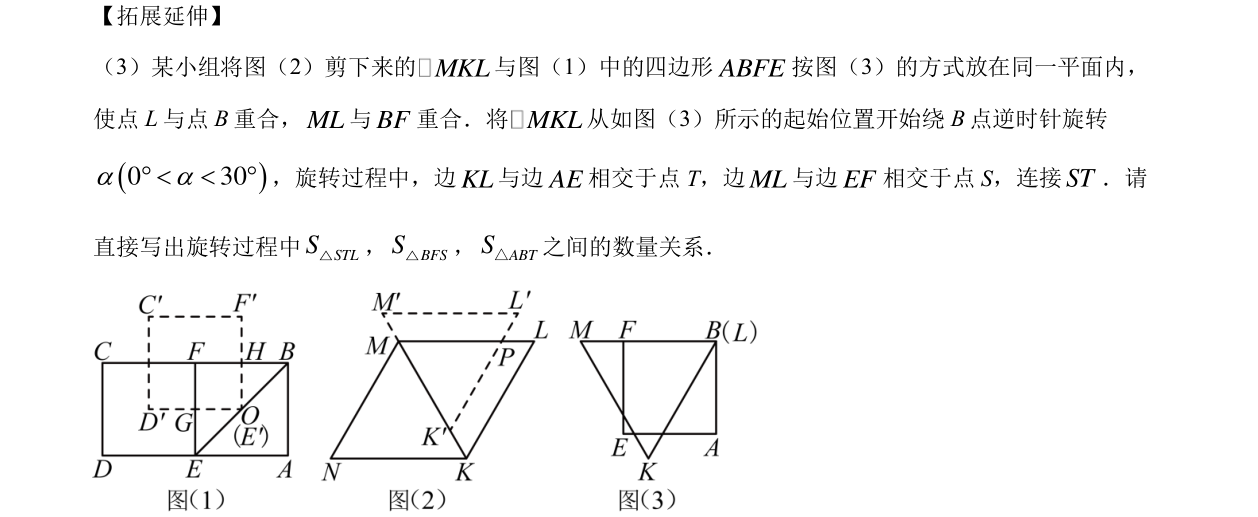 【拓展延伸】
（3）某小组将图（2）剪下来的□MKL与图（1）中的四边形ABFE按图（3）的方式放在同一平面内，
使点L与点B重合，ML与BF重合．将□MKL从如图（3）所示的起始位置开始绕B点逆时针旋转
α(0°<α<30°)，旋转过程中，边KL与边AE相交于点T，边ML与边EF相交于点S，连接ST．请
直接写出旋转过程中S△STL，S△BFS，S△ABT之间的数量关系．
C' F' M' L'
C F H B M L P M F B(L)
D' G O (E') K' E A
D E A N K K
图(1) 图(2) 图(3)